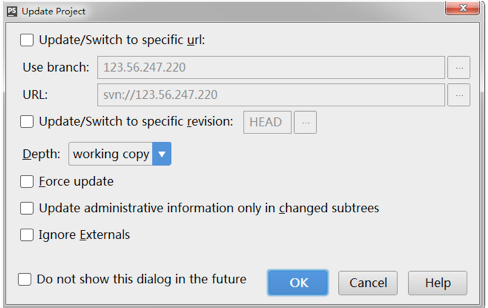 PS Update Project
Update/Switch to specific url:
Use branch: 123.56.247.220 ...
URL: svn://123.56.247.220 ...
Update/Switch to specific revision: HEAD ...
Depth: working copy
Force update
Update administrative information only in changed subtrees
Ignore Externals
Do not show this dialog in the future OK Cancel Help